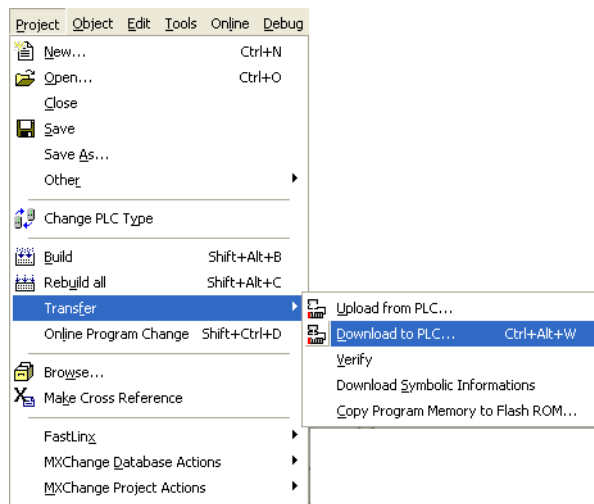 Project Object Edit Tools Online Debug
New... Ctrl+N
Open... Ctrl+O
Close
Save
Save As...
Other
Change PLC Type
Build Shift+Alt+B
Rebuild all Shift+Alt+C
Transfer
Upload from PLC...
Online Program Change Shift+Ctrl+D
Download to PLC... Ctrl+Alt+W
Verify
Browse...
Download Symbolic Informations
Make Cross Reference
Copy Program Memory to Flash ROM...
FastLinx
MXChange Database Actions
MXChange Project Actions